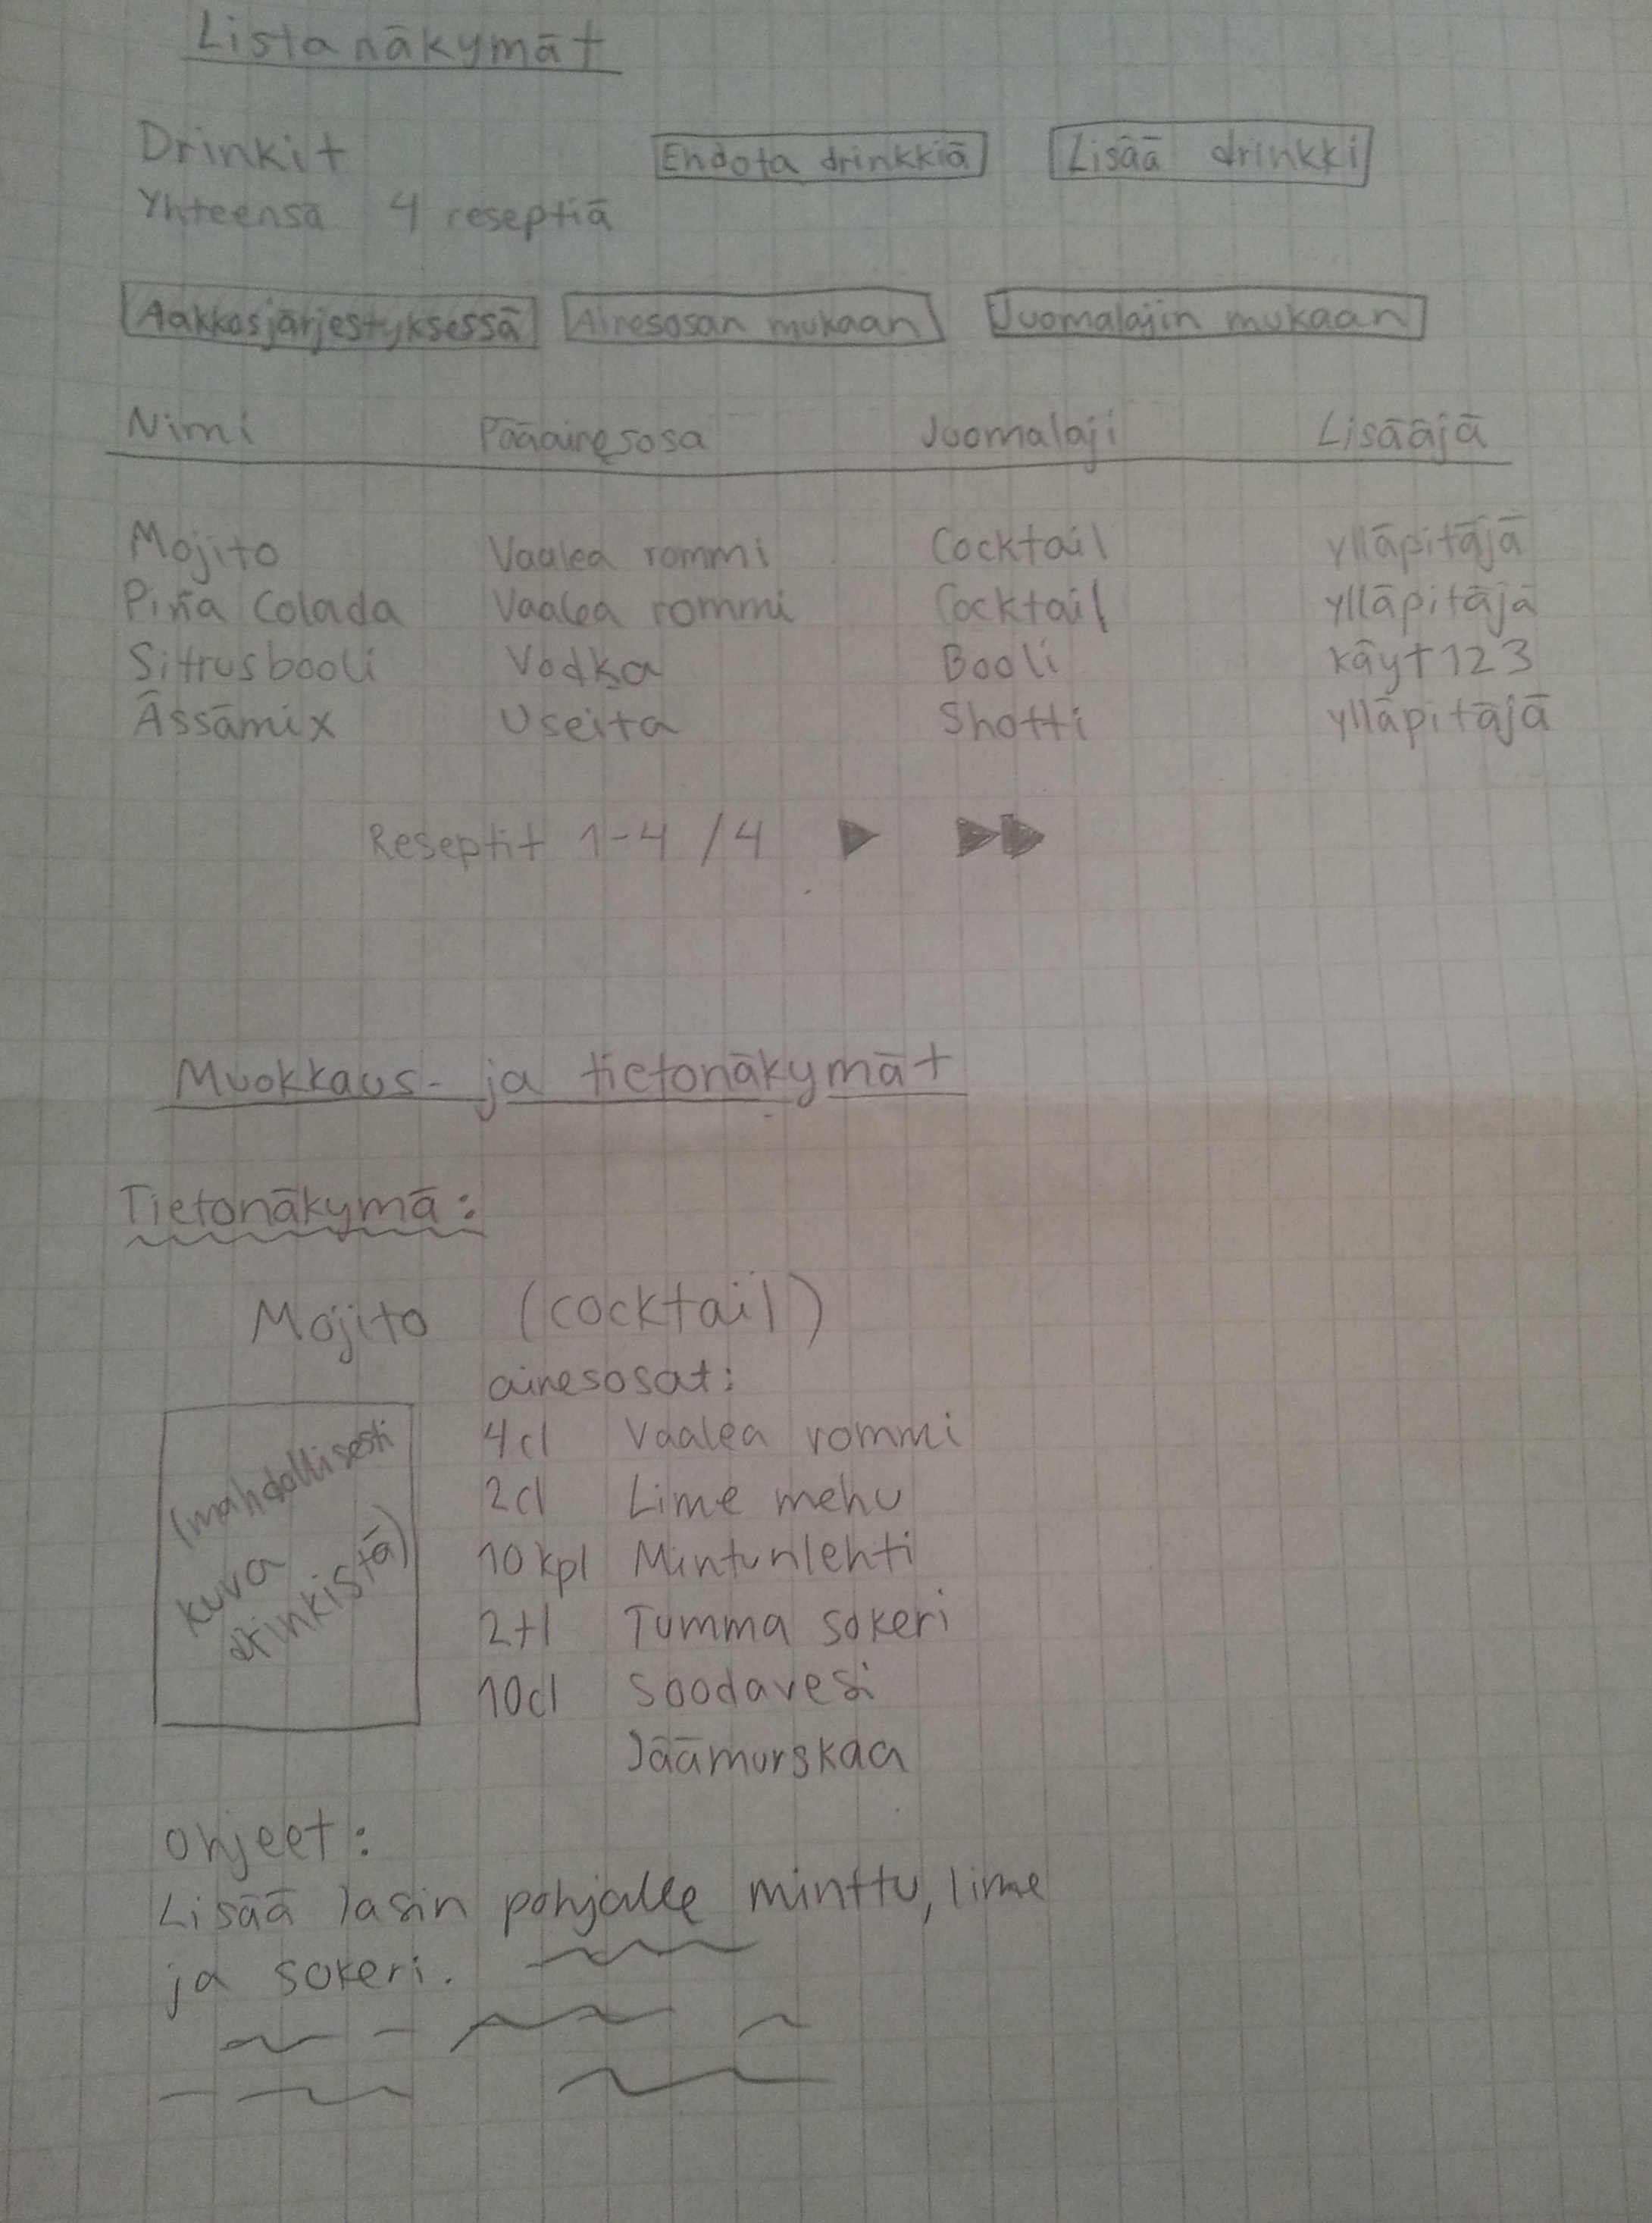 Listanäkymät
Drinkit Ehdota drinkkiä Lisää drinkki
Yhteensä 4 reseptiä
Aakkosjärjestyksessä Ainesosan mukaan Juomalajin mukaan
Nimi Pääainesosa Juomalaji Lisääjä
Mojito Vaalea rommi Cocktail ylläpitäjä
Piña Colada Vaalea rommi Cocktail ylläpitäjä
Sitrusbooli Vodka Booli käyt123
Ässämix Useita Shotti ylläpitäjä
Reseptit 1-4/4
Muokkaus- ja tietonäkymät
Tietonäkymä:
Mojito (cocktail)
ainesosat:
(mahdollisesti
kuva
drinkistä)
4cl Vaalea rommi
2cl Lime mehu
10kpl Mintunlehti
2tl Tumma sokeri
10cl Soodavesi
Jäämurskaa
ohjeet:
Lisää lasin pohjalle minttu, lime
ja sokeri.